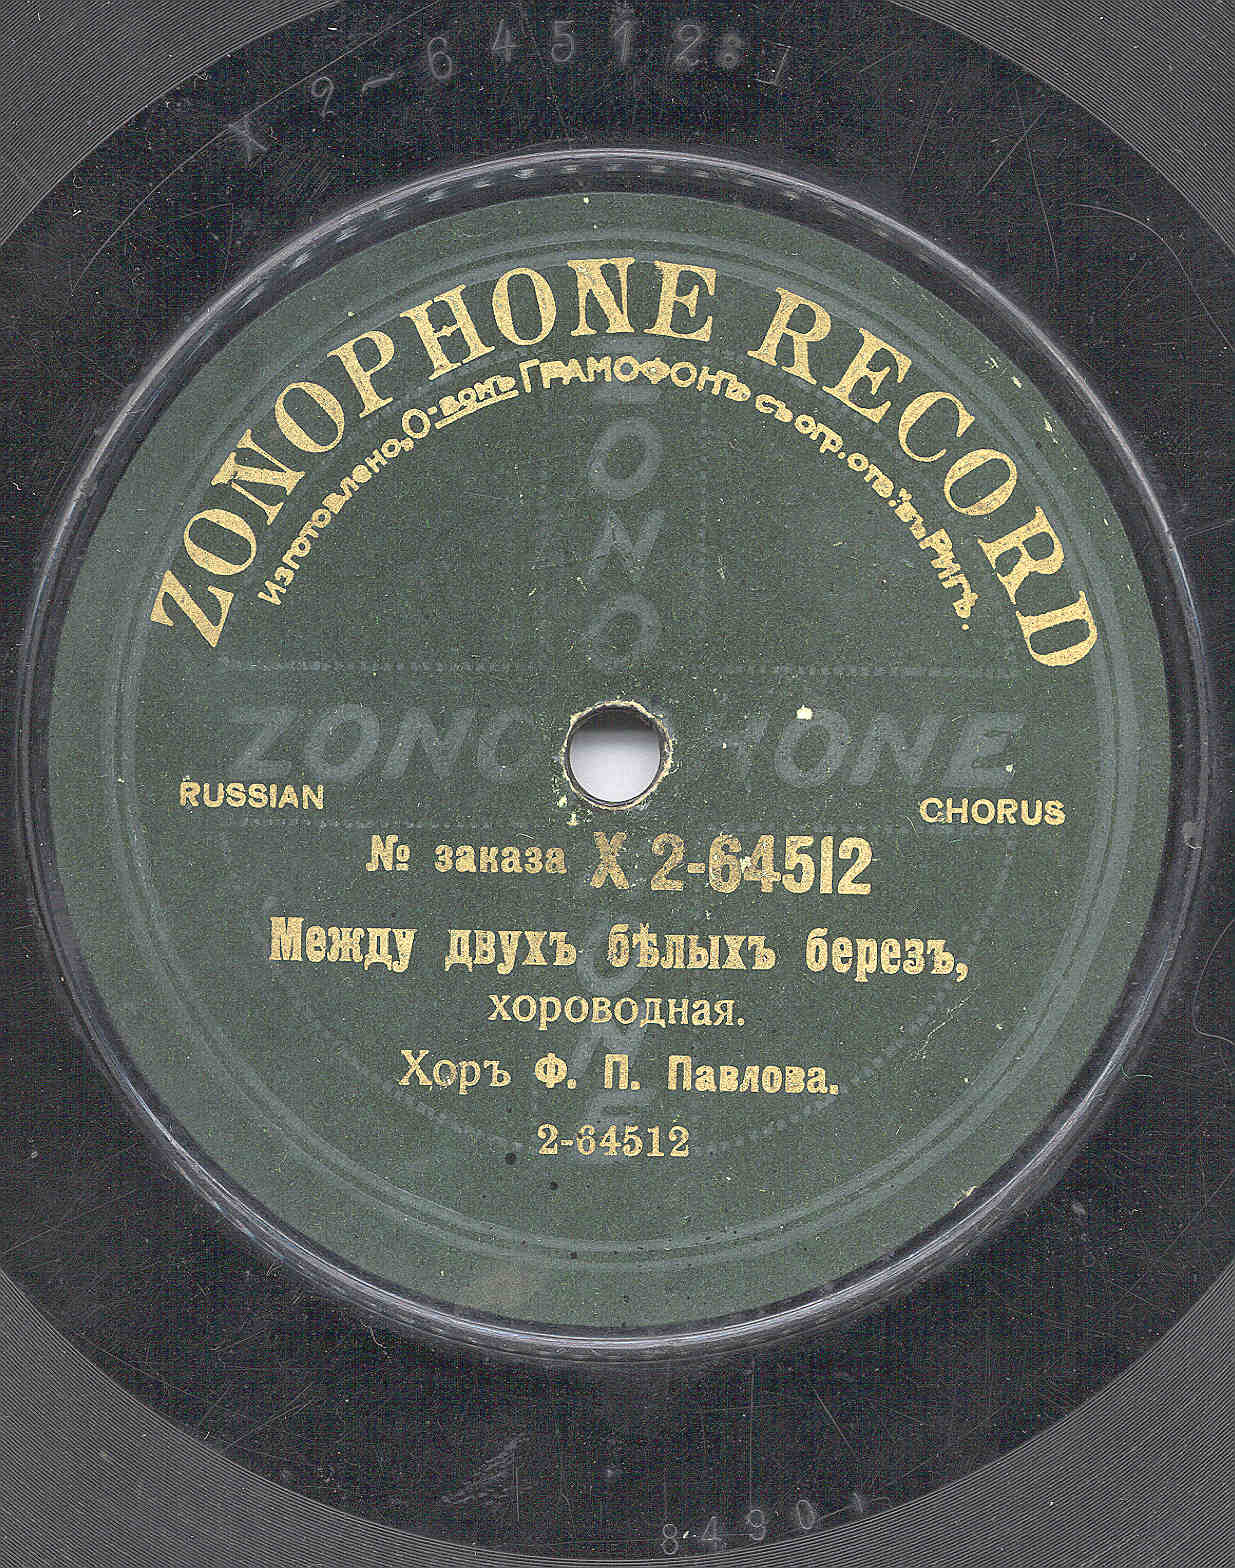 X 2-64512
ZONOPHONE RECORD
Изготовлено „О-вомъ Грамофонъ съ огр. отв.“ въ Ригѣ.
ZONOPHONE
RUSSIAN
CHORUS
№ заказа X 2-64512
Между двухъ бѣлыхъ березъ,
хороводная.
Хоръ Ф. П. Павлова.
2-64512
8490